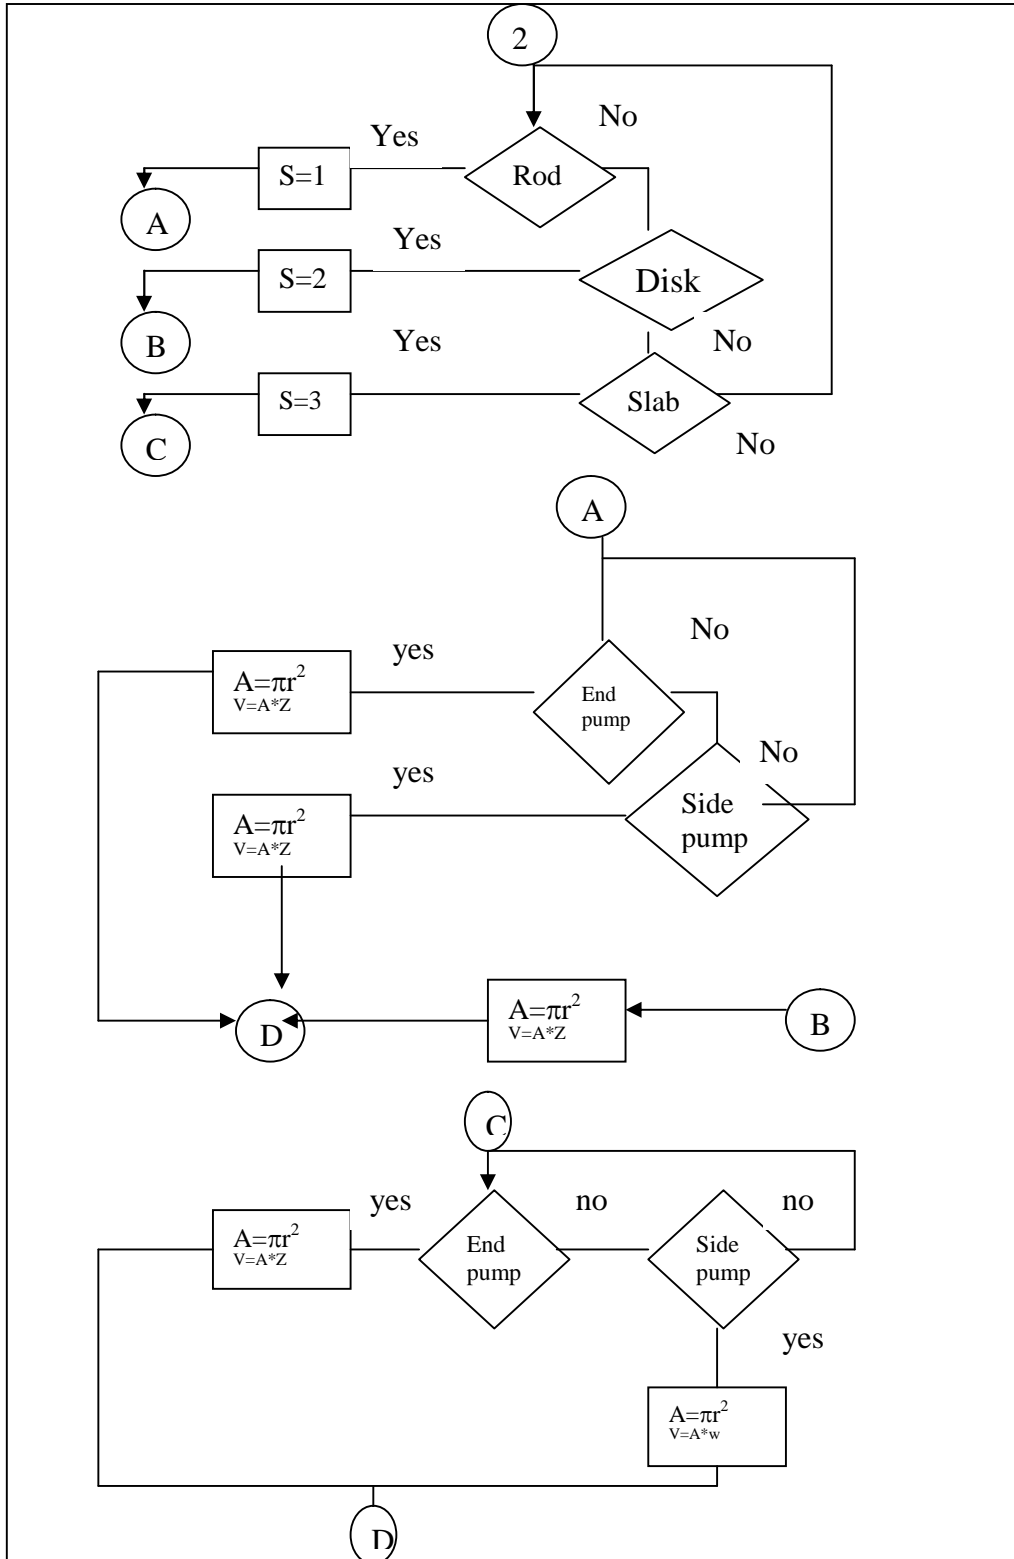 2
No
Yes
S=1
Rod
A
Yes
S=2
Disk
B
Yes
No
S=3
Slab
C
No
A
No
yes
A=πr²
V=A*Z
End
pump
No
yes
A=πr²
V=A*Z
Side
pump
D
A=πr²
V=A*Z
B
C
yes
no
no
A=πr²
V=A*Z
End
pump
Side
pump
yes
A=πr²
V=A*w
D